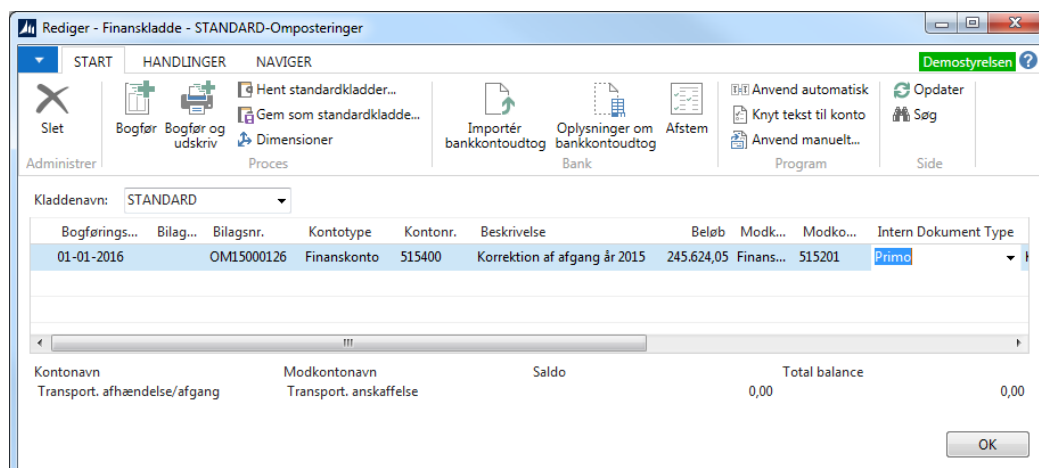 Rediger - Finanskladde - STANDARD-Omposteringer
START HANDLINGER NAVIGER Demostyrelsen ?
Slet
Bogfør
Bogfør og
udskriv
Hent standardkladder...
Gem som standardkladde...
Dimensioner
Importér
bankkontoudtog
Oplysninger om
bankkontoudtog
Afstem
Anvend automatisk
Knyt tekst til konto
Anvend manuelt...
Opdater
Søg
Administrer Proces Bank Program Side
Kladdenavn: STANDARD
Bogførings... Bilag... Bilagsnr. Kontotype Kontonr. Beskrivelse Beløb Modk... Modko... Intern Dokument Type
01-01-2016 OM15000126 Finanskonto 515400 Korrektion af afgang år 2015 245.624,05 Finans... 515201 Primo
Kontonavn Modkontonavn Saldo Total balance
Transport. afhændelse/afgang Transport. anskaffelse 0,00 0,00
OK